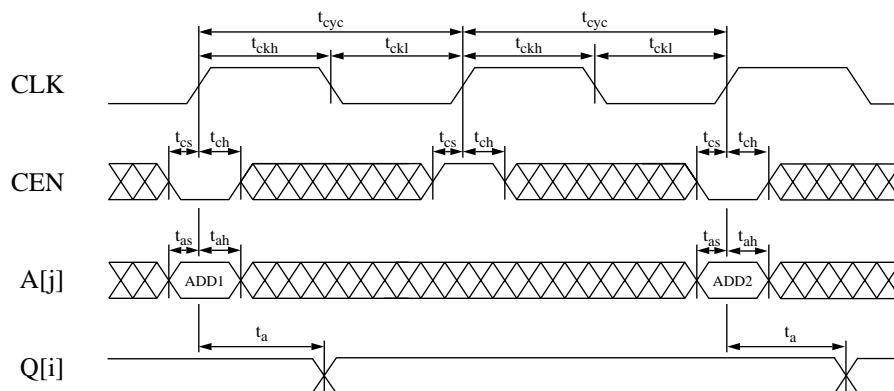 tcyc tcyc
tckh tckl tckh tckl
CLK
tcs tch tcs tch tcs tch
CEN
tas tah tas tah
A[j] ADD1 ADD2
ta ta
Q[i]